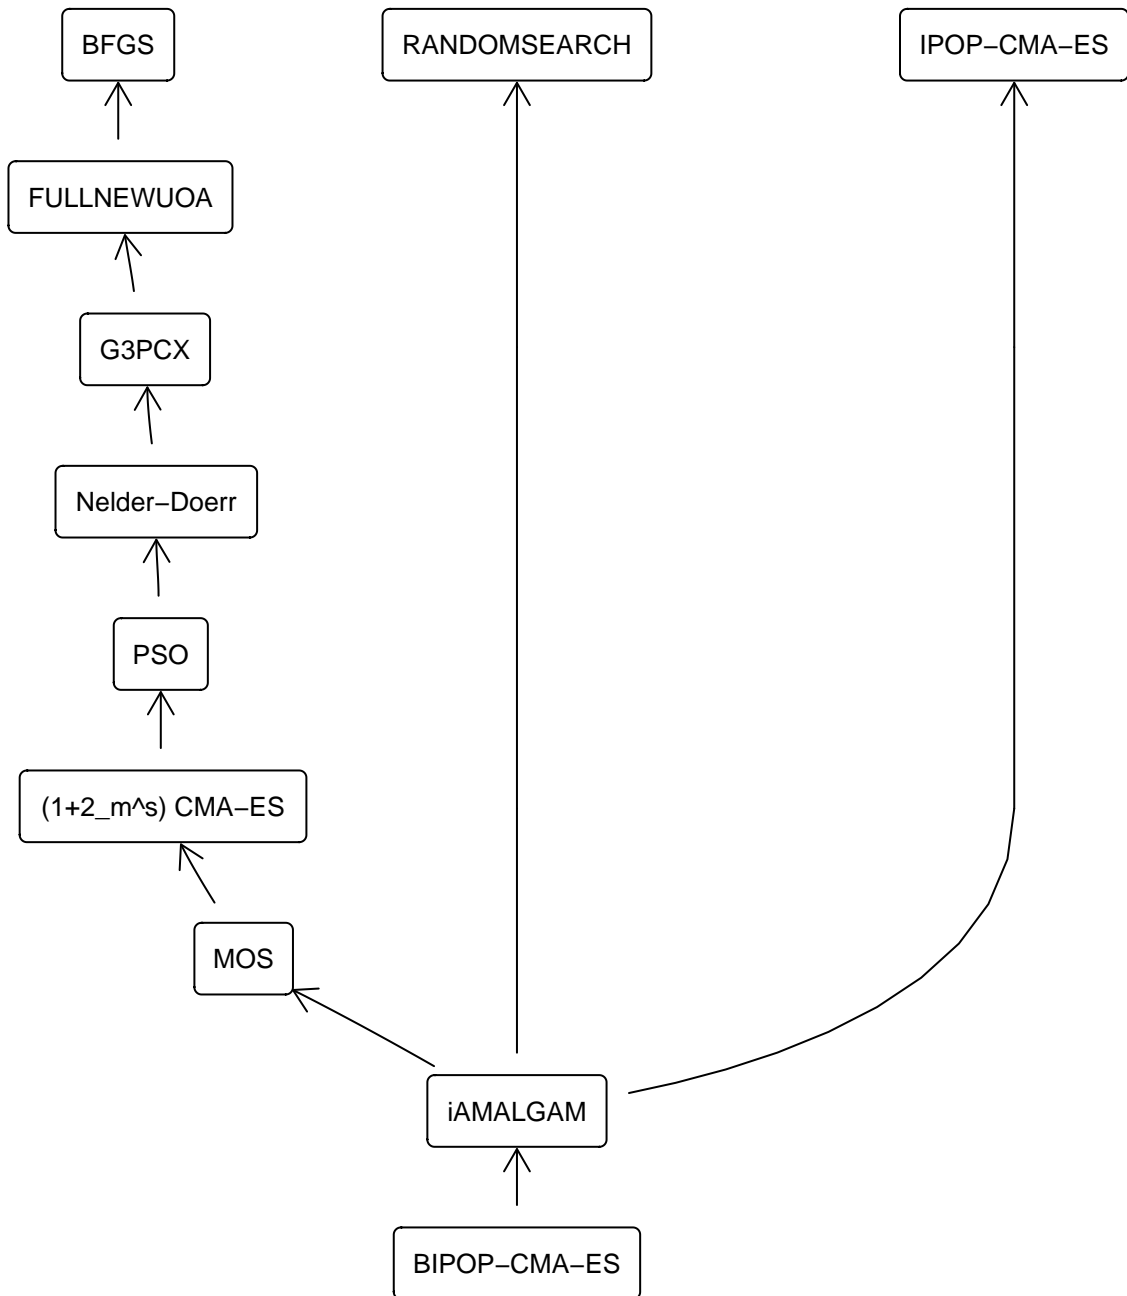 BFGS
RANDOMSEARCH
IPOP−CMA−ES
FULLNEWUOA
G3PCX
Nelder−Doerr
PSO
(1+2_m^s) CMA−ES
MOS
iAMALGAM
BIPOP−CMA−ES